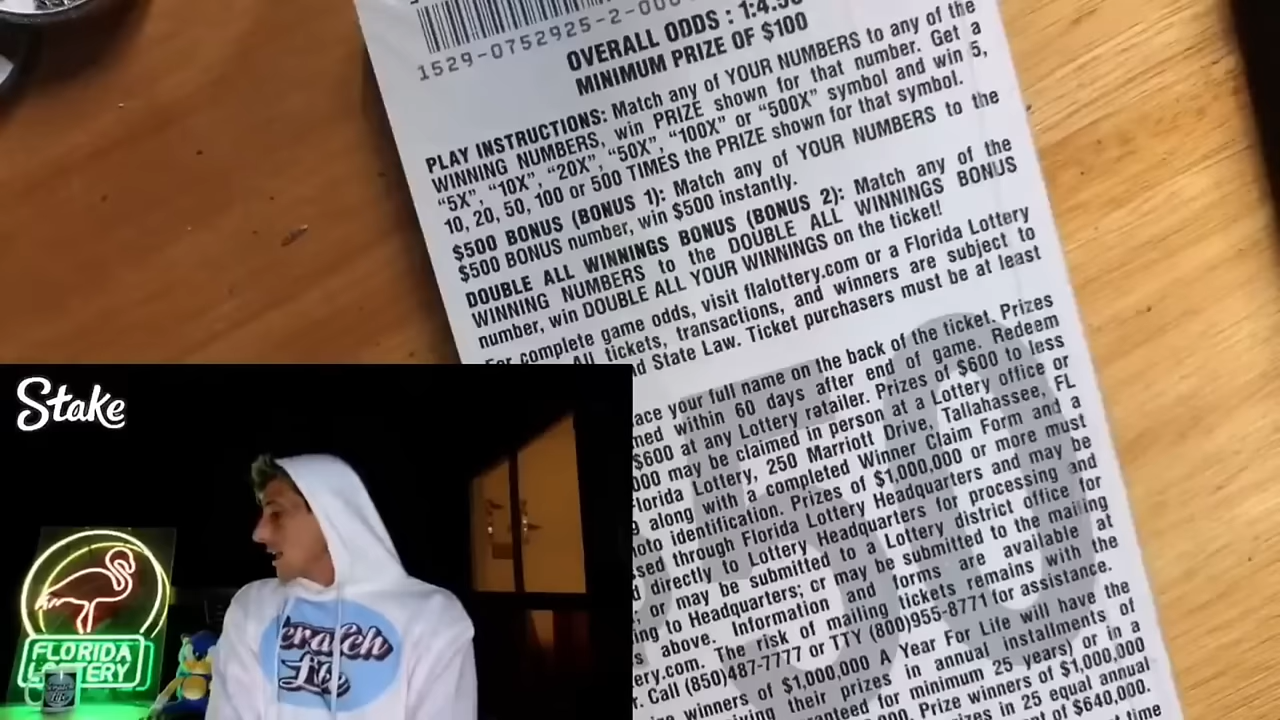 1529-0752925-2-00
OVERALL ODDS : 1:4.
MINIMUM PRIZE OF $100
PLAY INSTRUCTIONS: Match any of YOUR NUMBERS to any of the
WINNING NUMBERS, win PRIZE shown for that number. Get a
“5X”, “10X”, “20X”, “50X”, “100X” or “500X” symbol and win 5,
10, 20, 50, 100 or 500 TIMES the PRIZE shown for that symbol.
$500 BONUS (BONUS 1): Match any of YOUR NUMBERS to the
$500 BONUS number, win $500 instantly.
DOUBLE ALL WINNINGS BONUS (BONUS 2): Match any of the
WINNING NUMBERS to the DOUBLE ALL WINNINGS BONUS
number, win DOUBLE ALL YOUR WINNINGS on the ticket!
For complete game odds, visit flalottery.com or a Florida Lottery
tickets, transactions, and winners are subject to
State Law. Ticket purchasers must be at least
your full name on the back of the ticket. Prizes
within 60 days after end of game. Redeem
$600 at any Lottery retailer. Prizes of $600 to less
may be claimed in person at a Lottery office or
Lottery, 250 Marriott Drive, Tallahassee, FL
along with a completed Winner Claim Form and a
identification. Prizes of $1,000,000 or more must
through Florida Lottery Headquarters and may be
directly to Lottery Headquarters for processing and
or may be submitted to a Lottery district office for
to Headquarters; or may be submitted to the mailing
above. Information and forms are available at
The risk of mailing tickets remains with the
Call (850)487-7777 or TTY (800)955-8771 for assistance.
winners of $1,000,000 A Year For Life will have the
their prizes in annual installments of
for minimum 25 years) or in a
Prize winners of $1,000,000
in 25 equal annual
of $640,000.
time
50
Stake
FLORIDA
LOTTERY
Scratch
Life
Scratch
Life